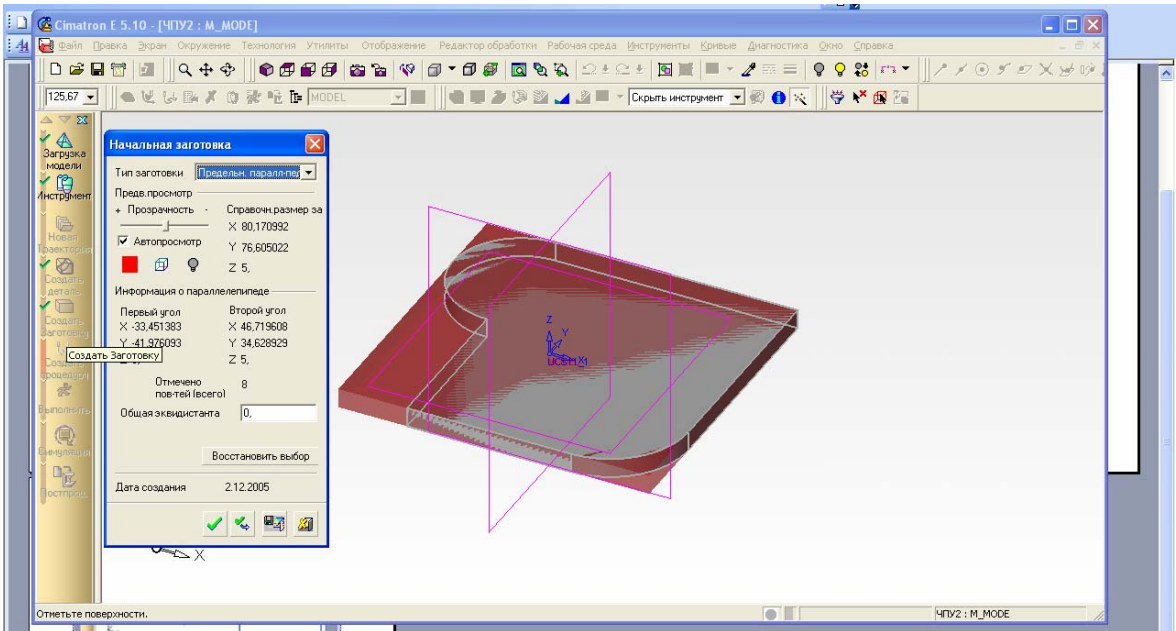 Cimatron E 5.10 - [ЧПУ2 : M_MODE]
Файл Правка Экран Окружение Технология Утилиты Отображение Редактор обработки Рабочая среда Инструменты Кривые Диагностика Окно Справка
125,67
MODEL
Скрыть инструмент
Загрузка
модели
Инструмент
Новая
Траектория
Создать
деталь
Создать
Заготовку
Создать
процедуру
Выполнить
Симуляция
Постпроц.
Создать Заготовку
Начальная заготовка
Тип заготовки Предельн. паралл-пед
Предв.просмотр
+ Прозрачность - Справочн.размер за
X 80,170992
Автопросмотр Y 76,605022
Z 5,
Информация о параллелепипеде
Первый угол Второй угол
X -33,451383 X 46,719608
Y -41,976093 Y 34,628929
Z 5,
Отмечено 8
пов-тей (всего)
Общая эквидистанта 0,
Восстановить выбор
Дата создания 2.12.2005
Z
Y
X
X
Отметьте поверхности.
ЧПУ2 : M_MODE